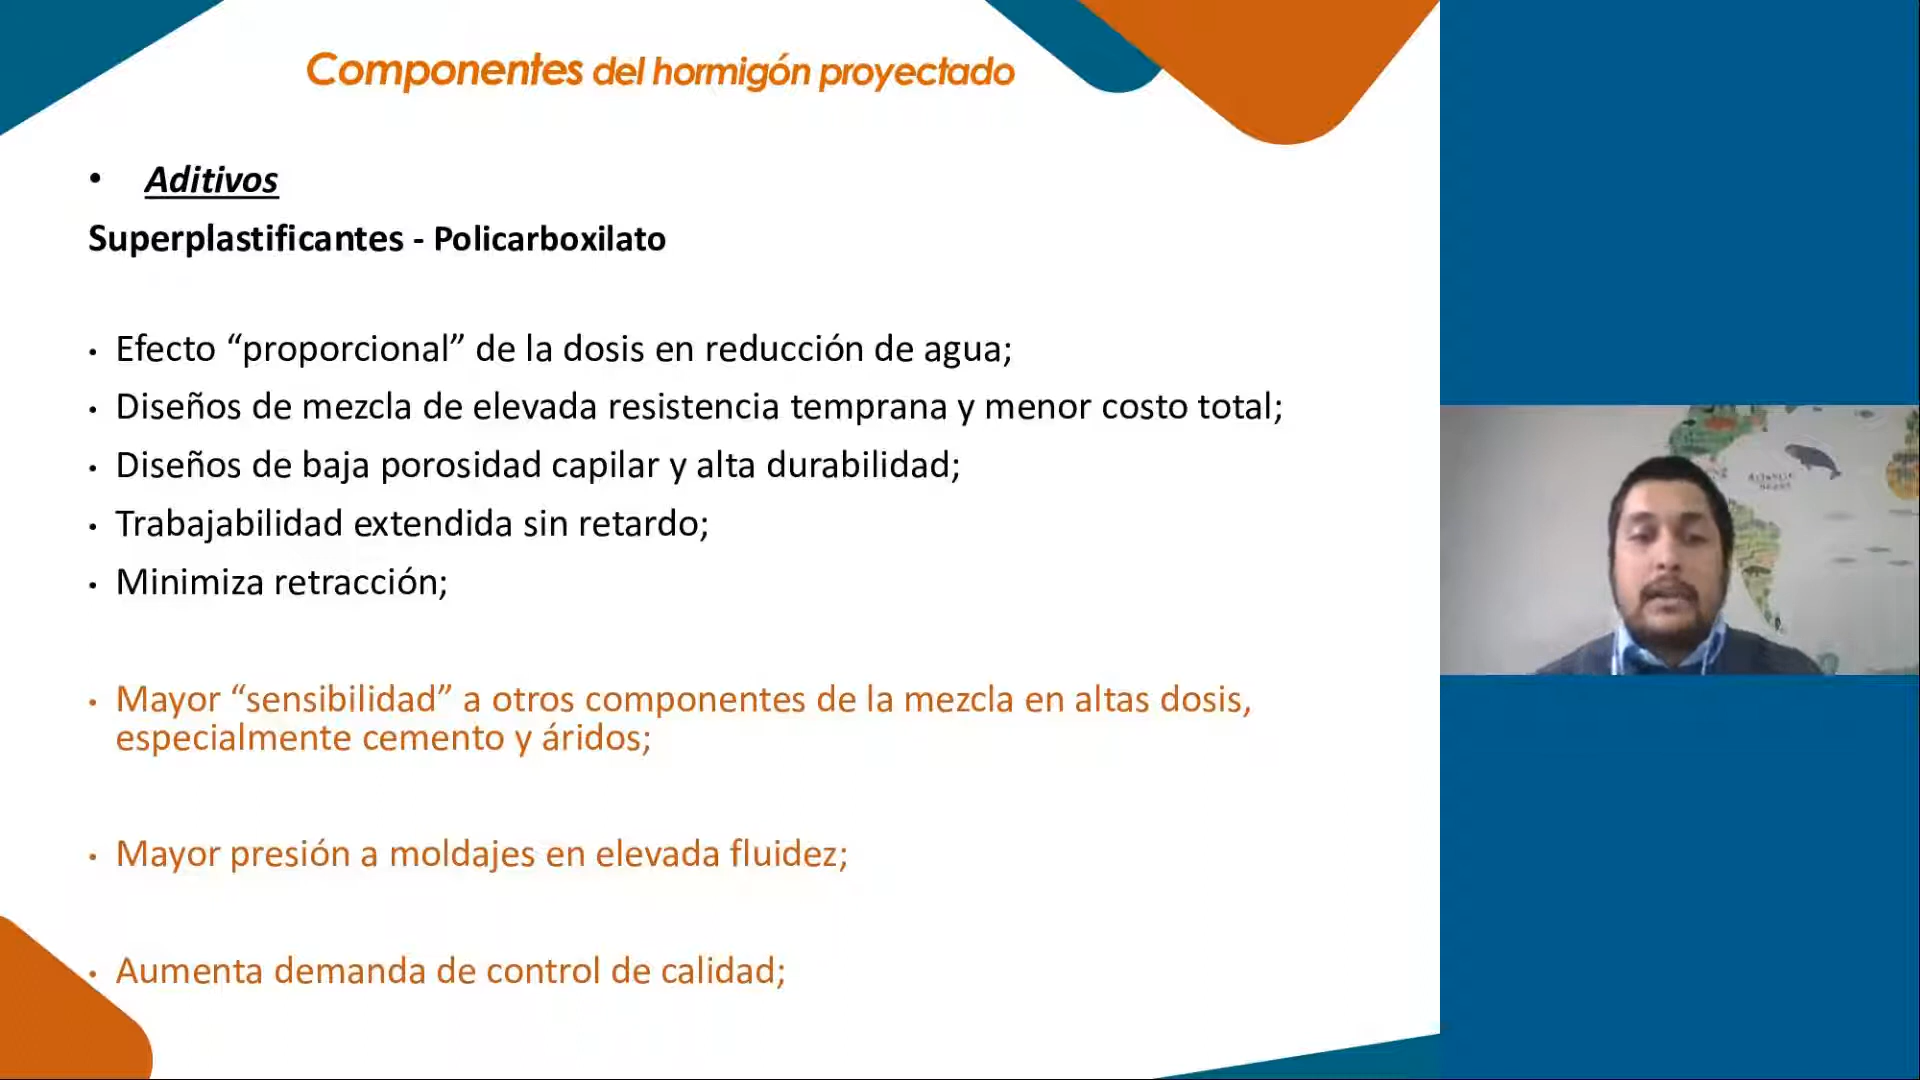 Componentes del hormigón proyectado
• Aditivos
Superplastificantes - Policarboxilato
• Efecto “proporcional” de la dosis en reducción de agua;
• Diseños de mezcla de elevada resistencia temprana y menor costo total;
• Diseños de baja porosidad capilar y alta durabilidad;
• Trabajabilidad extendida sin retardo;
• Minimiza retracción;
• Mayor “sensibilidad” a otros componentes de la mezcla en altas dosis,
especialmente cemento y áridos;
• Mayor presión a moldajes en elevada fluidez;
• Aumenta demanda de control de calidad;